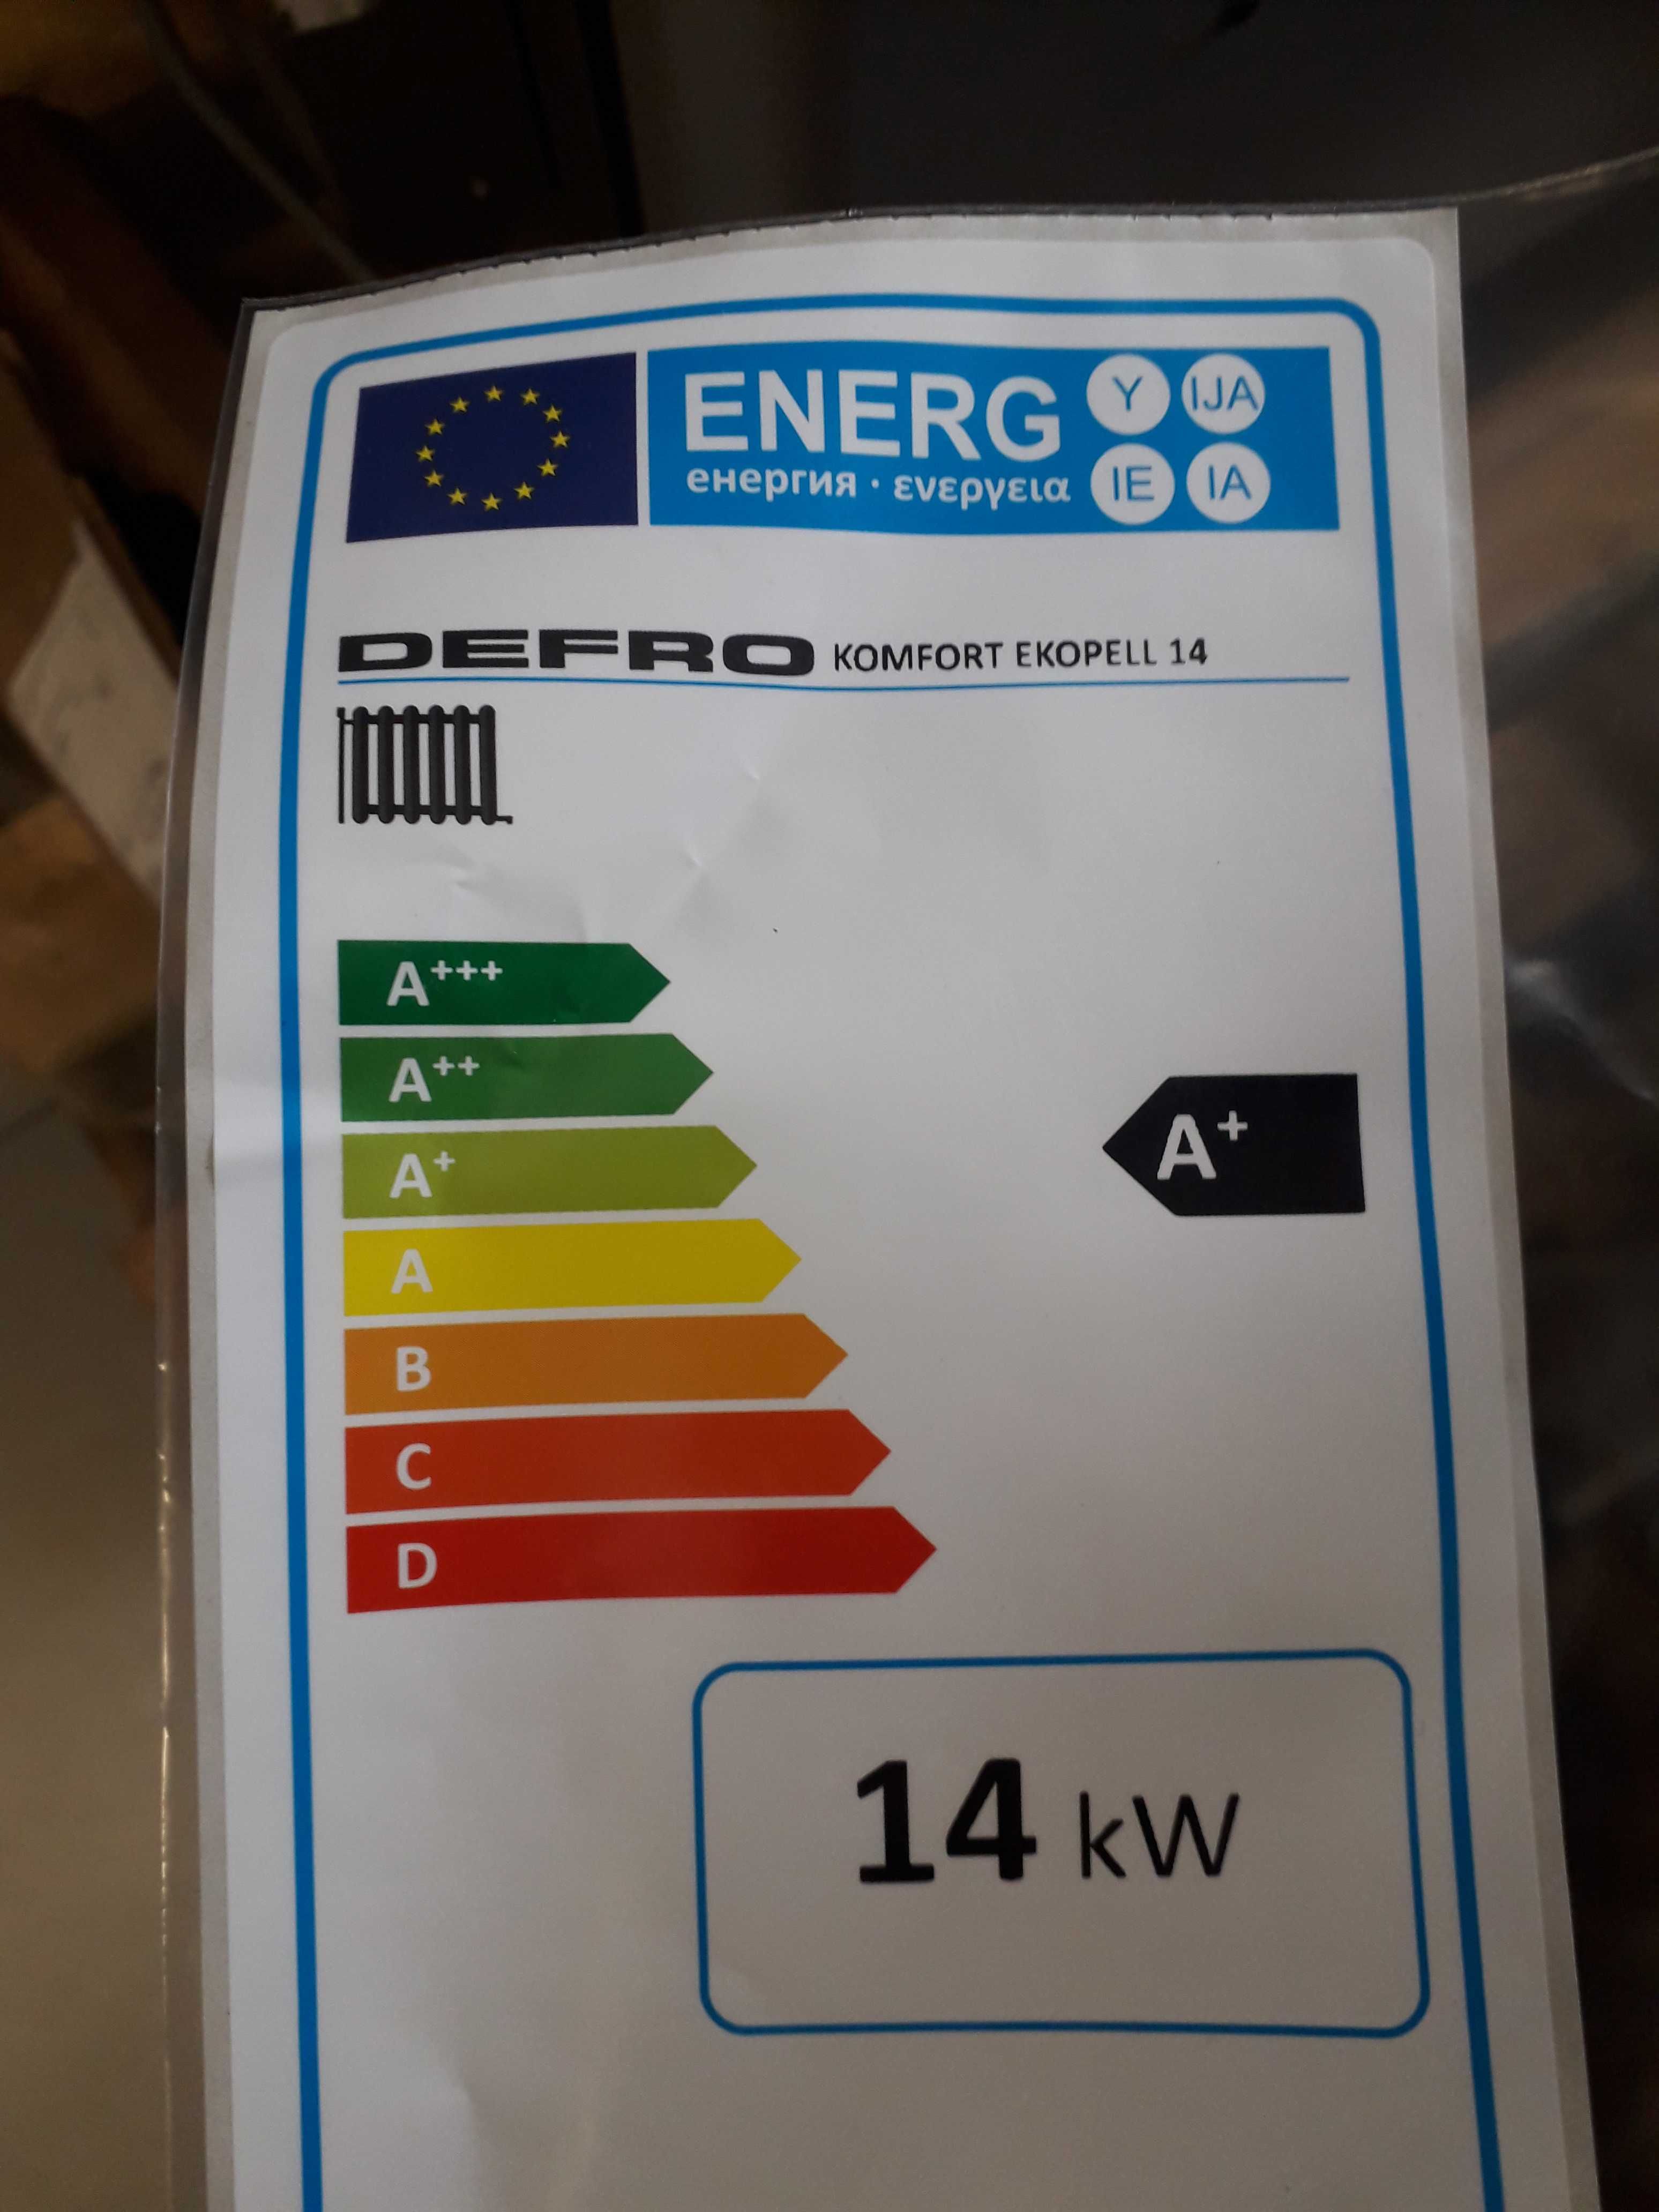 ENERG Y IJA
енергия · ενεργεια IE IA
DEFRO KOMFORT EKOPELL 14
A+++
A++
A+
A+
A
B
C
D
14 kW